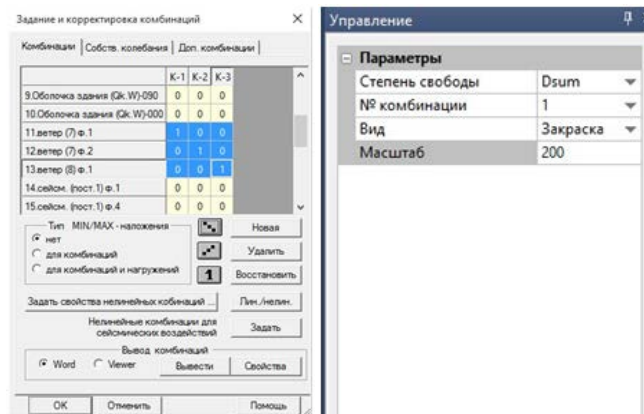 Задание и корректировка комбинаций
Комбинации Собств. колебания Доп. комбинации
К-1 К-2 К-3
9.Оболочка здания (Qk.W)-090 0 0 0
10.Оболочка здания (Qk.W)-000 0 0 0
11.ветер (7) ф.1 1 0 0
12.ветер (7) ф.2 0 1 0
13.ветер (8) ф.1 0 0 1
14.сейсм. (пост.1) ф.1 0 0 0
15.сейсм. (пост.1) ф.4 0 0 0
Тип MIN/MAX - наложения
нет
для комбинаций
для комбинаций и нагружений
1
Новая
Удалить
Восстановить
Задать свойства нелинейных кобинаций ... Лин./нелин.
Нелинейные комбинации для
сейсмических воздействий
Задать
Вывод комбинаций
Word Viewer Вывести Свойства
OK Отменить Помощь
Управление
Параметры
Степень свободы Dsum
№ комбинации 1
Вид Закраска
Масштаб 200